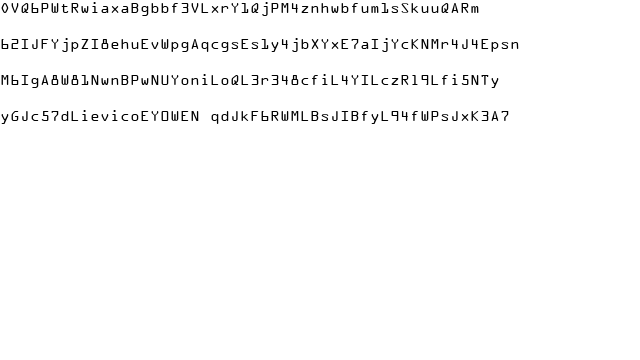 0VQ6PWtRwiaxaBgbbf3VLxrY1QjPM4znhwbfum1sSkuuQARm
62IJFYjpZI8ehuEvWpgAqcgsEs1y4jbXYxE7aIjYcKNMr4J4Epsn
M6IgA8W81NwnBPwNUYoniLoQL3r348cfiL4YILczR19Lfi5NTy
yGJc57dLievicoEYOWEN qdJkF6RWMLBsJIBfyL94fWPsJxK3A7